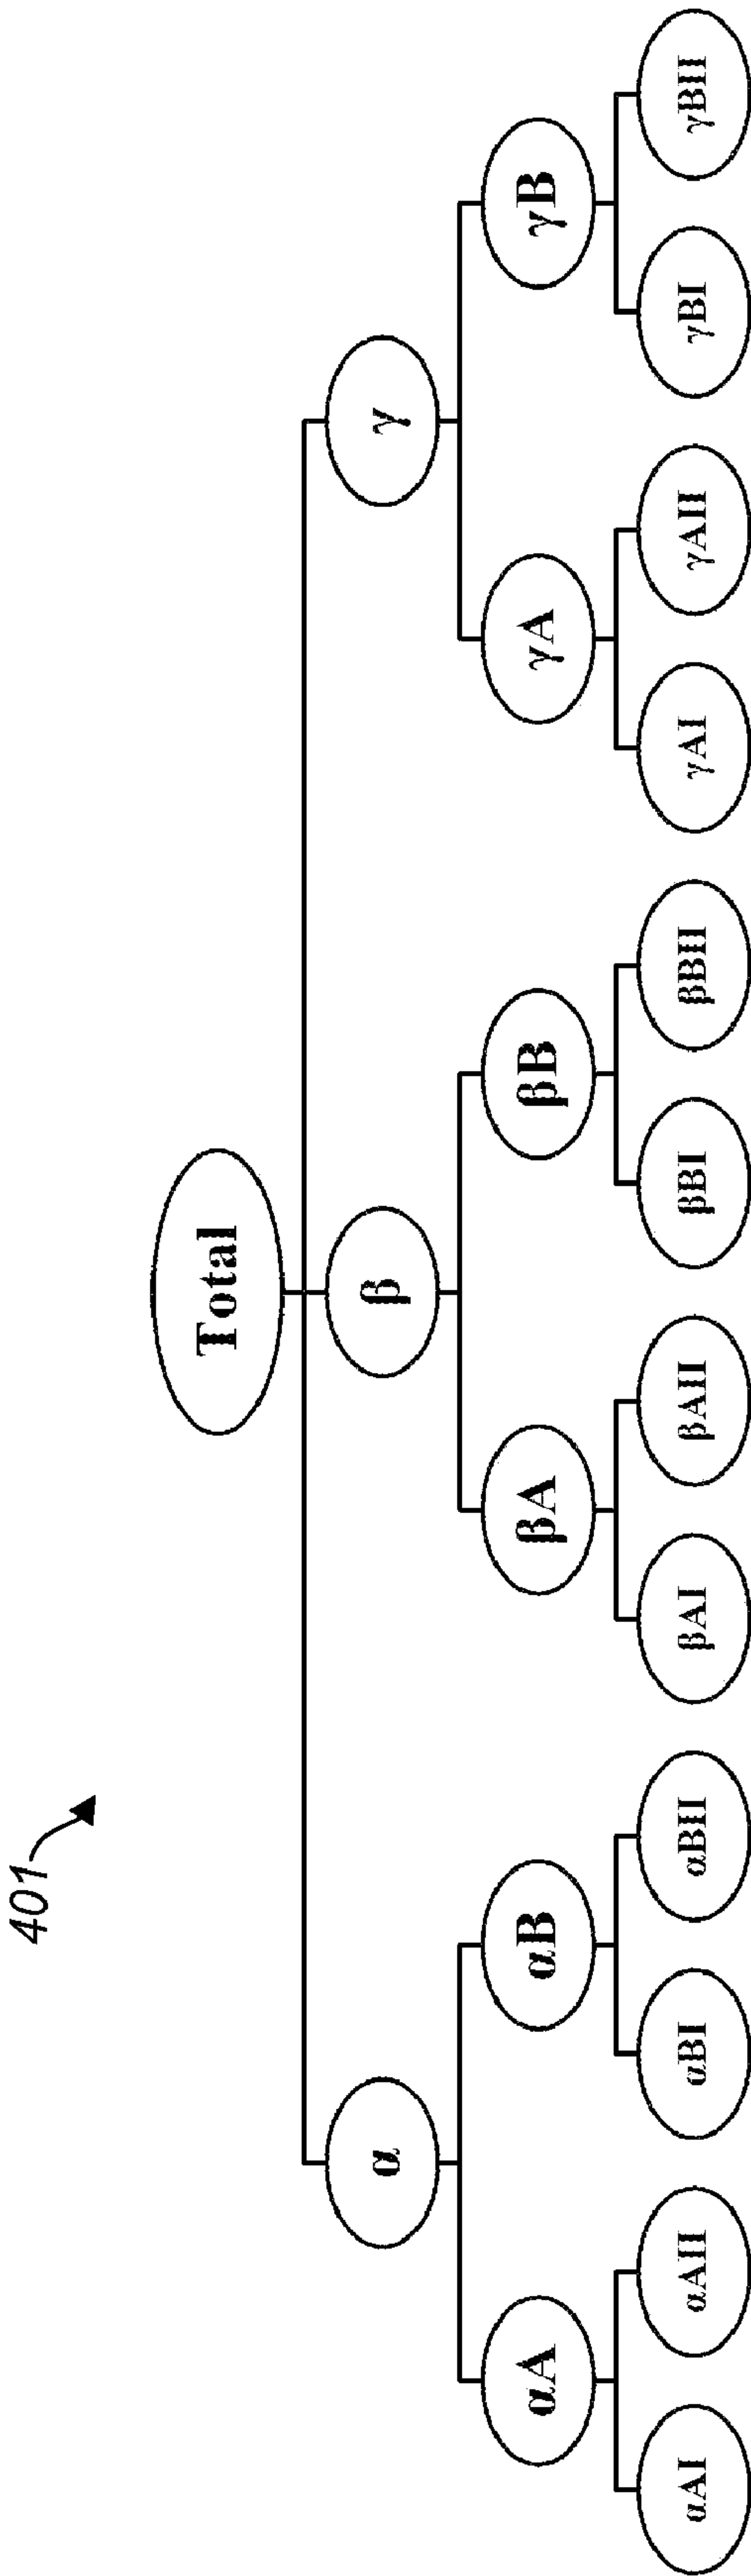 401
Total
α β γ
αA αB βA βB γA γB
αAI αAII αBI αBII βAI βAII βBI βBII γAI γAII γBI γBII